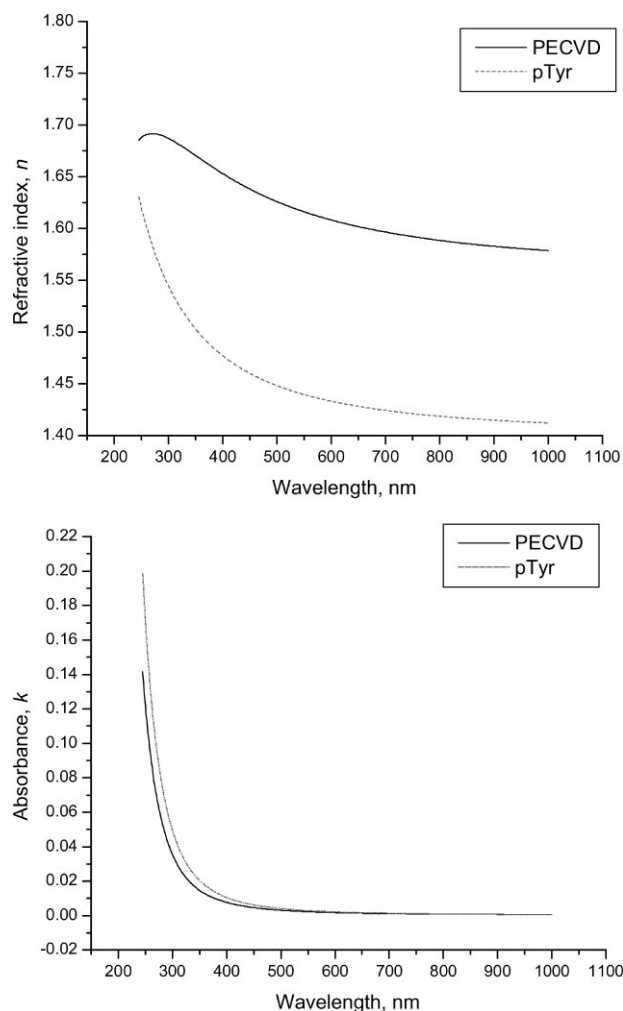 1.80
1.75
1.70
1.65
1.60
1.55
1.50
1.45
1.40
Refractive index, n
PECVD
pTyr
200 300 400 500 600 700 800 900 1000 1100
Wavelength, nm
0.22
0.20
0.18
0.16
0.14
0.12
0.10
0.08
0.06
0.04
0.02
0.00
-0.02
Absorbance, k
PECVD
pTyr
200 300 400 500 600 700 800 900 1000 1100
Wavelength, nm